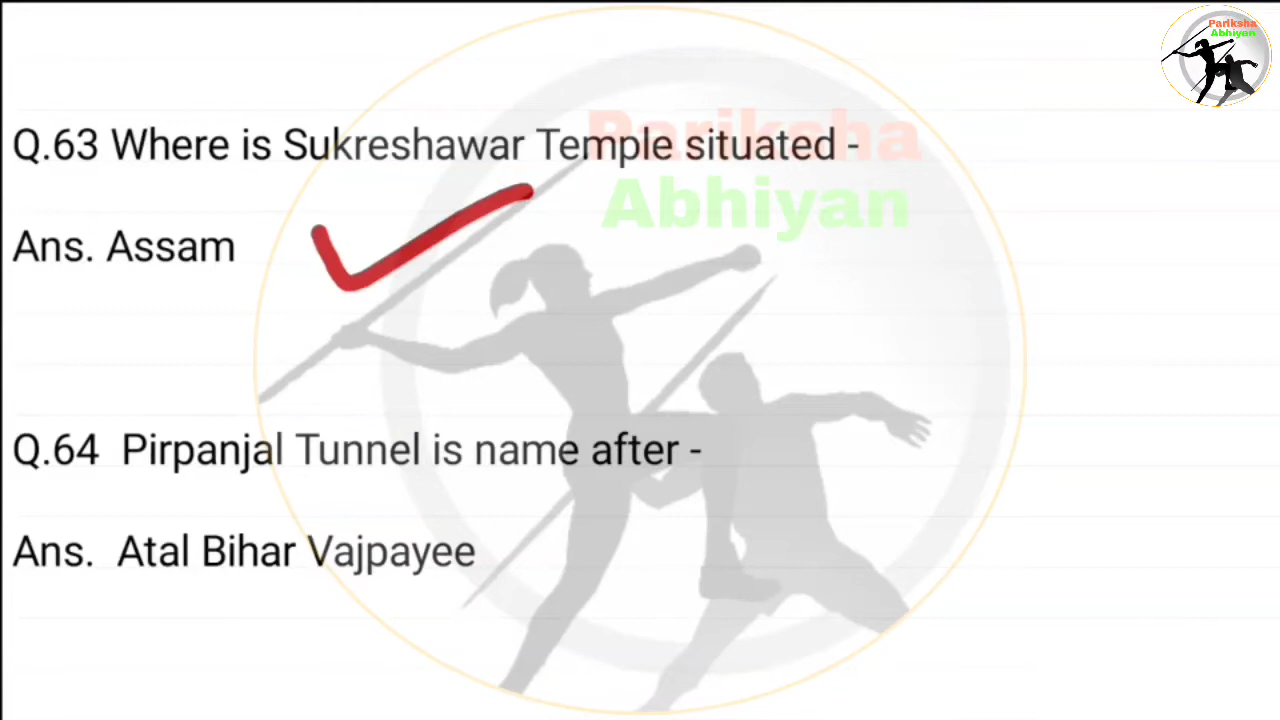 Pariksha
Abhiyan
Q.63 Where is Sukreshawar Temple situated -
Pariksha
Abhiyan
Ans. Assam
Q.64 Pirpanjal Tunnel is name after -
Ans. Atal Bihar Vajpayee